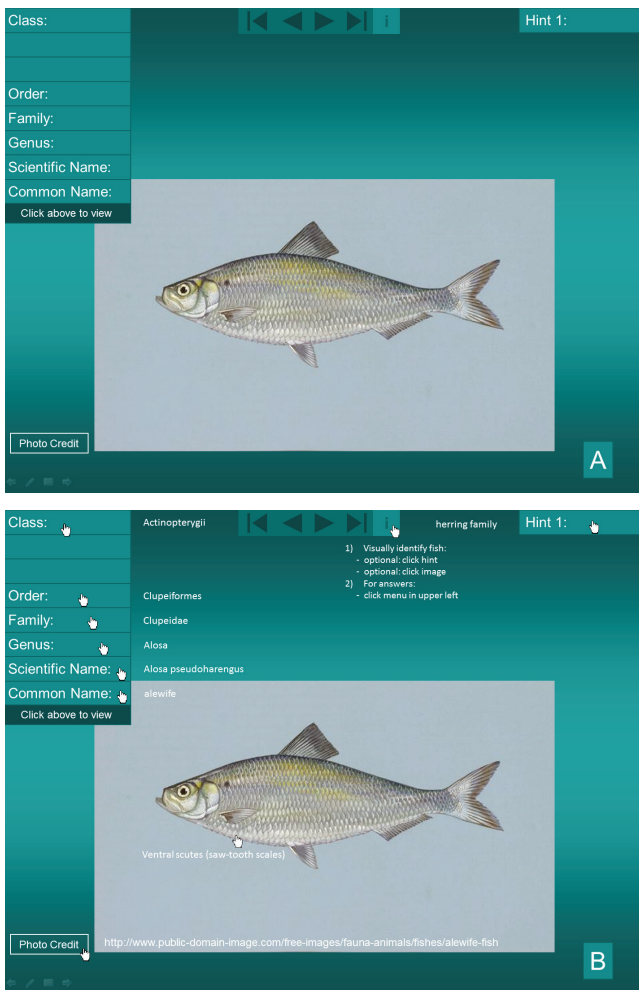 Class:
i
Hint 1:
Order:
Family:
Genus:
Scientific Name:
Common Name:
Click above to view
Photo Credit
A
Class:
Actinopterygii
i
herring family
Hint 1:
1) Visually identify fish:
- optional: click hint
- optional: click image
2) For answers:
- click menu in upper left
Order:
Clupeiformes
Family:
Clupeidae
Genus:
Alosa
Scientific Name:
Alosa pseudoharengus
Common Name:
alewife
Click above to view
Ventral scutes (saw-tooth scales)
Photo Credit
http://www.public-domain-image.com/free-images/fauna-animals/fishes/alewife-fish
B